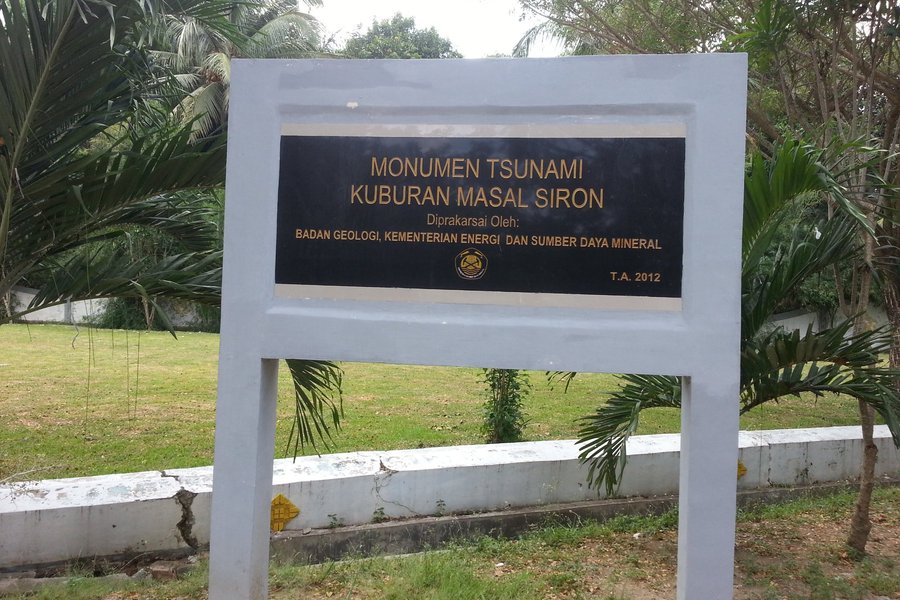 MONUMEN TSUNAMI
KUBURAN MASAL SIRON
Diprakarsai Oleh:
BADAN GEOLOGI, KEMENTERIAN ENERGI DAN SUMBER DAYA MINERAL
T.A. 2012